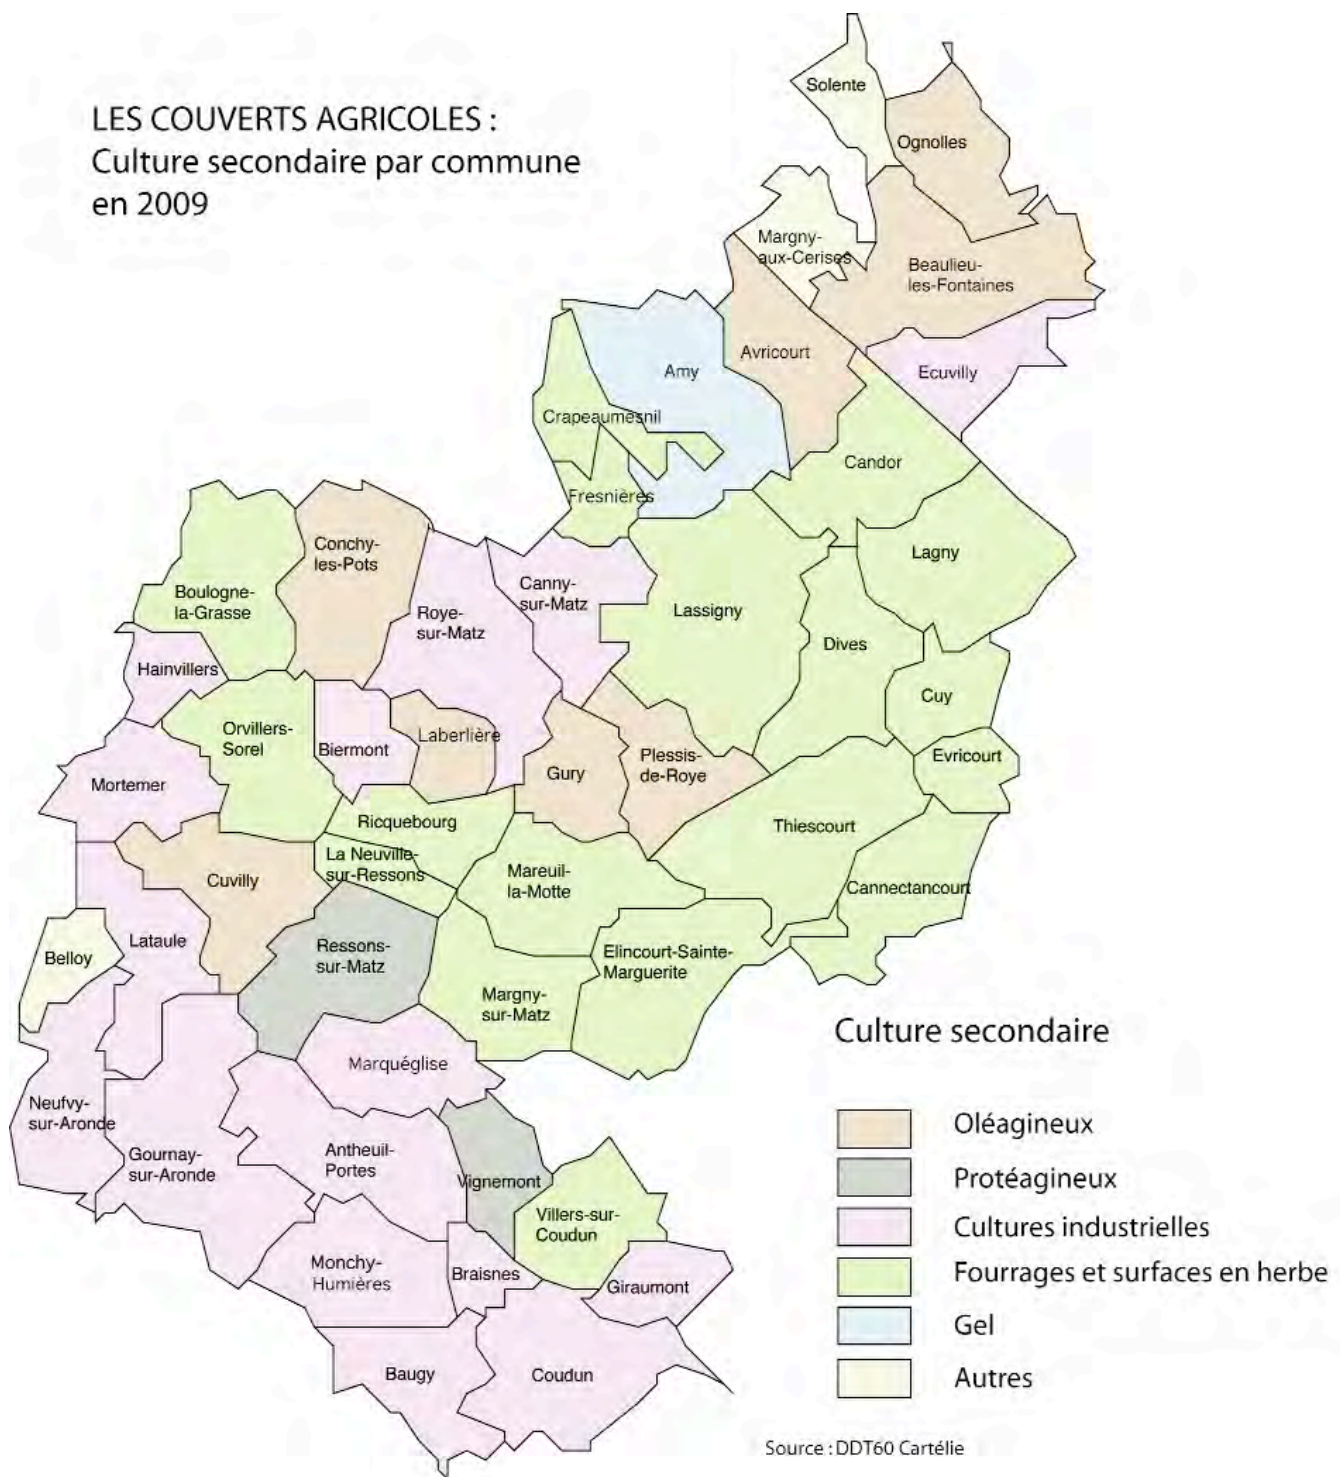 LES COUVERTS AGRICOLES :
Culture secondaire par commune
en 2009
Solente
Ognolles
Margny-
aux-Cerises
Beaulieu-
les-Fontaines
Avricourt
Amy
Ecuvilly
Crapeaumesnil
Candor
Fresnières
Conchy-
les-Pots
Lagny
Boulogne-
la-Grasse
Canny-
sur-Matz
Roye-
sur-Matz
Lassigny
Dives
Hainvillers
Cuy
Orvillers-
Sorel
Biermont
Laberlière
Gury
Plessis-
de-Roye
Evricourt
Mortemer
Ricquebourg
Thiescourt
La Neuville-
sur-Ressons
Cuvilly
Mareuil-
la-Motte
Cannectancourt
Lataule
Belloy
Ressons-
sur-Matz
Elincourt-Sainte-
Marguerite
Margny-
sur-Matz
Marquéglise
Neufvy-
sur-Aronde
Gournay-
sur-Aronde
Antheuil-
Portes
Vignemont
Villers-sur-
Coudun
Monchy-
Humières
Braisnes
Giraumont
Baugy
Coudun
Culture secondaire
Oléagineux
Protéagineux
Cultures industrielles
Fourrages et surfaces en herbe
Gel
Autres
Source : DDT60 Cartélie